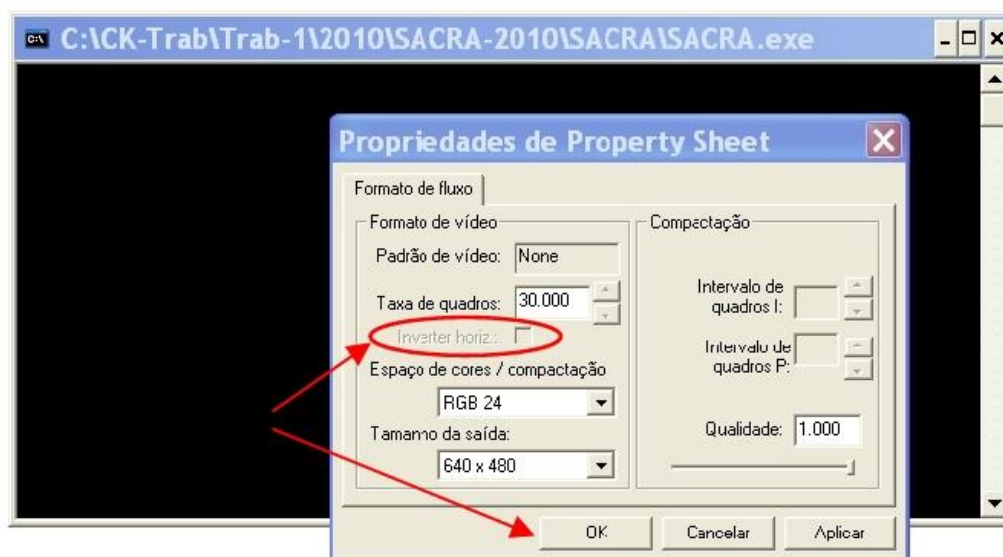 C:\CK-Trab\Trab-1\2010\SACRA-2010\SACRA\SACRA.exe
Propriedades de Property Sheet
Formato de fluxo
Formato de vídeo
Padrão de vídeo: None
Taxa de quadros: 30.000
Inverter horiz.:
Espaço de cores / compactação
RGB 24
Tamanho da saída:
640 x 480
Compactação
Intervalo de
quadros I:
Intervalo de
quadros P:
Qualidade: 1.000
OK
Cancelar
Aplicar